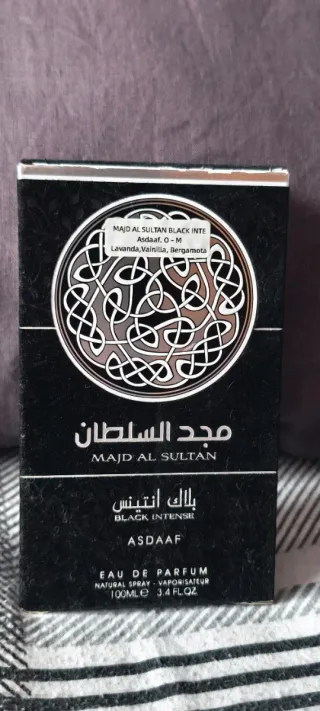 MAJD AL SULTAN BLACK INTE
Asdaaf. O - M
Lavanda,Vainilla, Bergamota
مجد السلطان
MAJD AL SULTAN
بلاك انتينس
BLACK INTENSE
ASDAAF
EAU DE PARFUM
NATURAL SPRAY - VAPORISATEUR
100ML e 3.4 FL.OZ